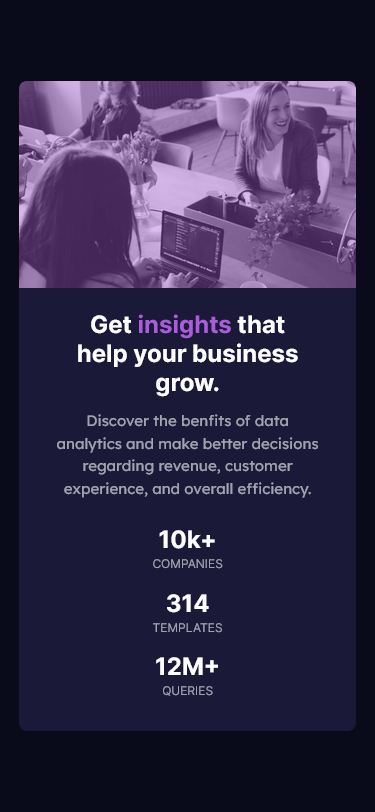 Get insights that
help your business
grow.
Discover the benfits of data
analytics and make better decisions
regarding revenue, customer
experience, and overall efficiency.
10k+
COMPANIES
314
TEMPLATES
12M+
QUERIES